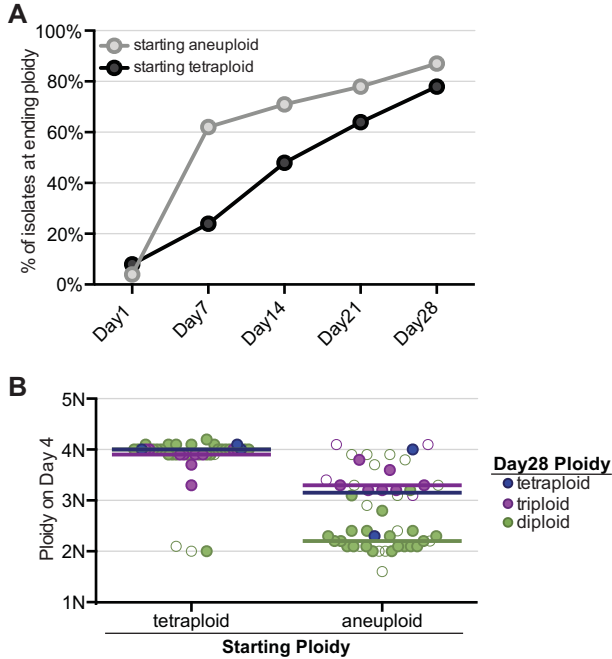 A
100%
80%
60%
40%
20%
0%
% of isolates at ending ploidy
starting aneuploid
starting tetraploid
Day1
Day7
Day14
Day21
Day28
B
5N
4N
3N
2N
1N
Ploidy on Day 4
Day28 Ploidy
tetraploid
triploid
diploid
tetraploid
aneuploid
Starting Ploidy